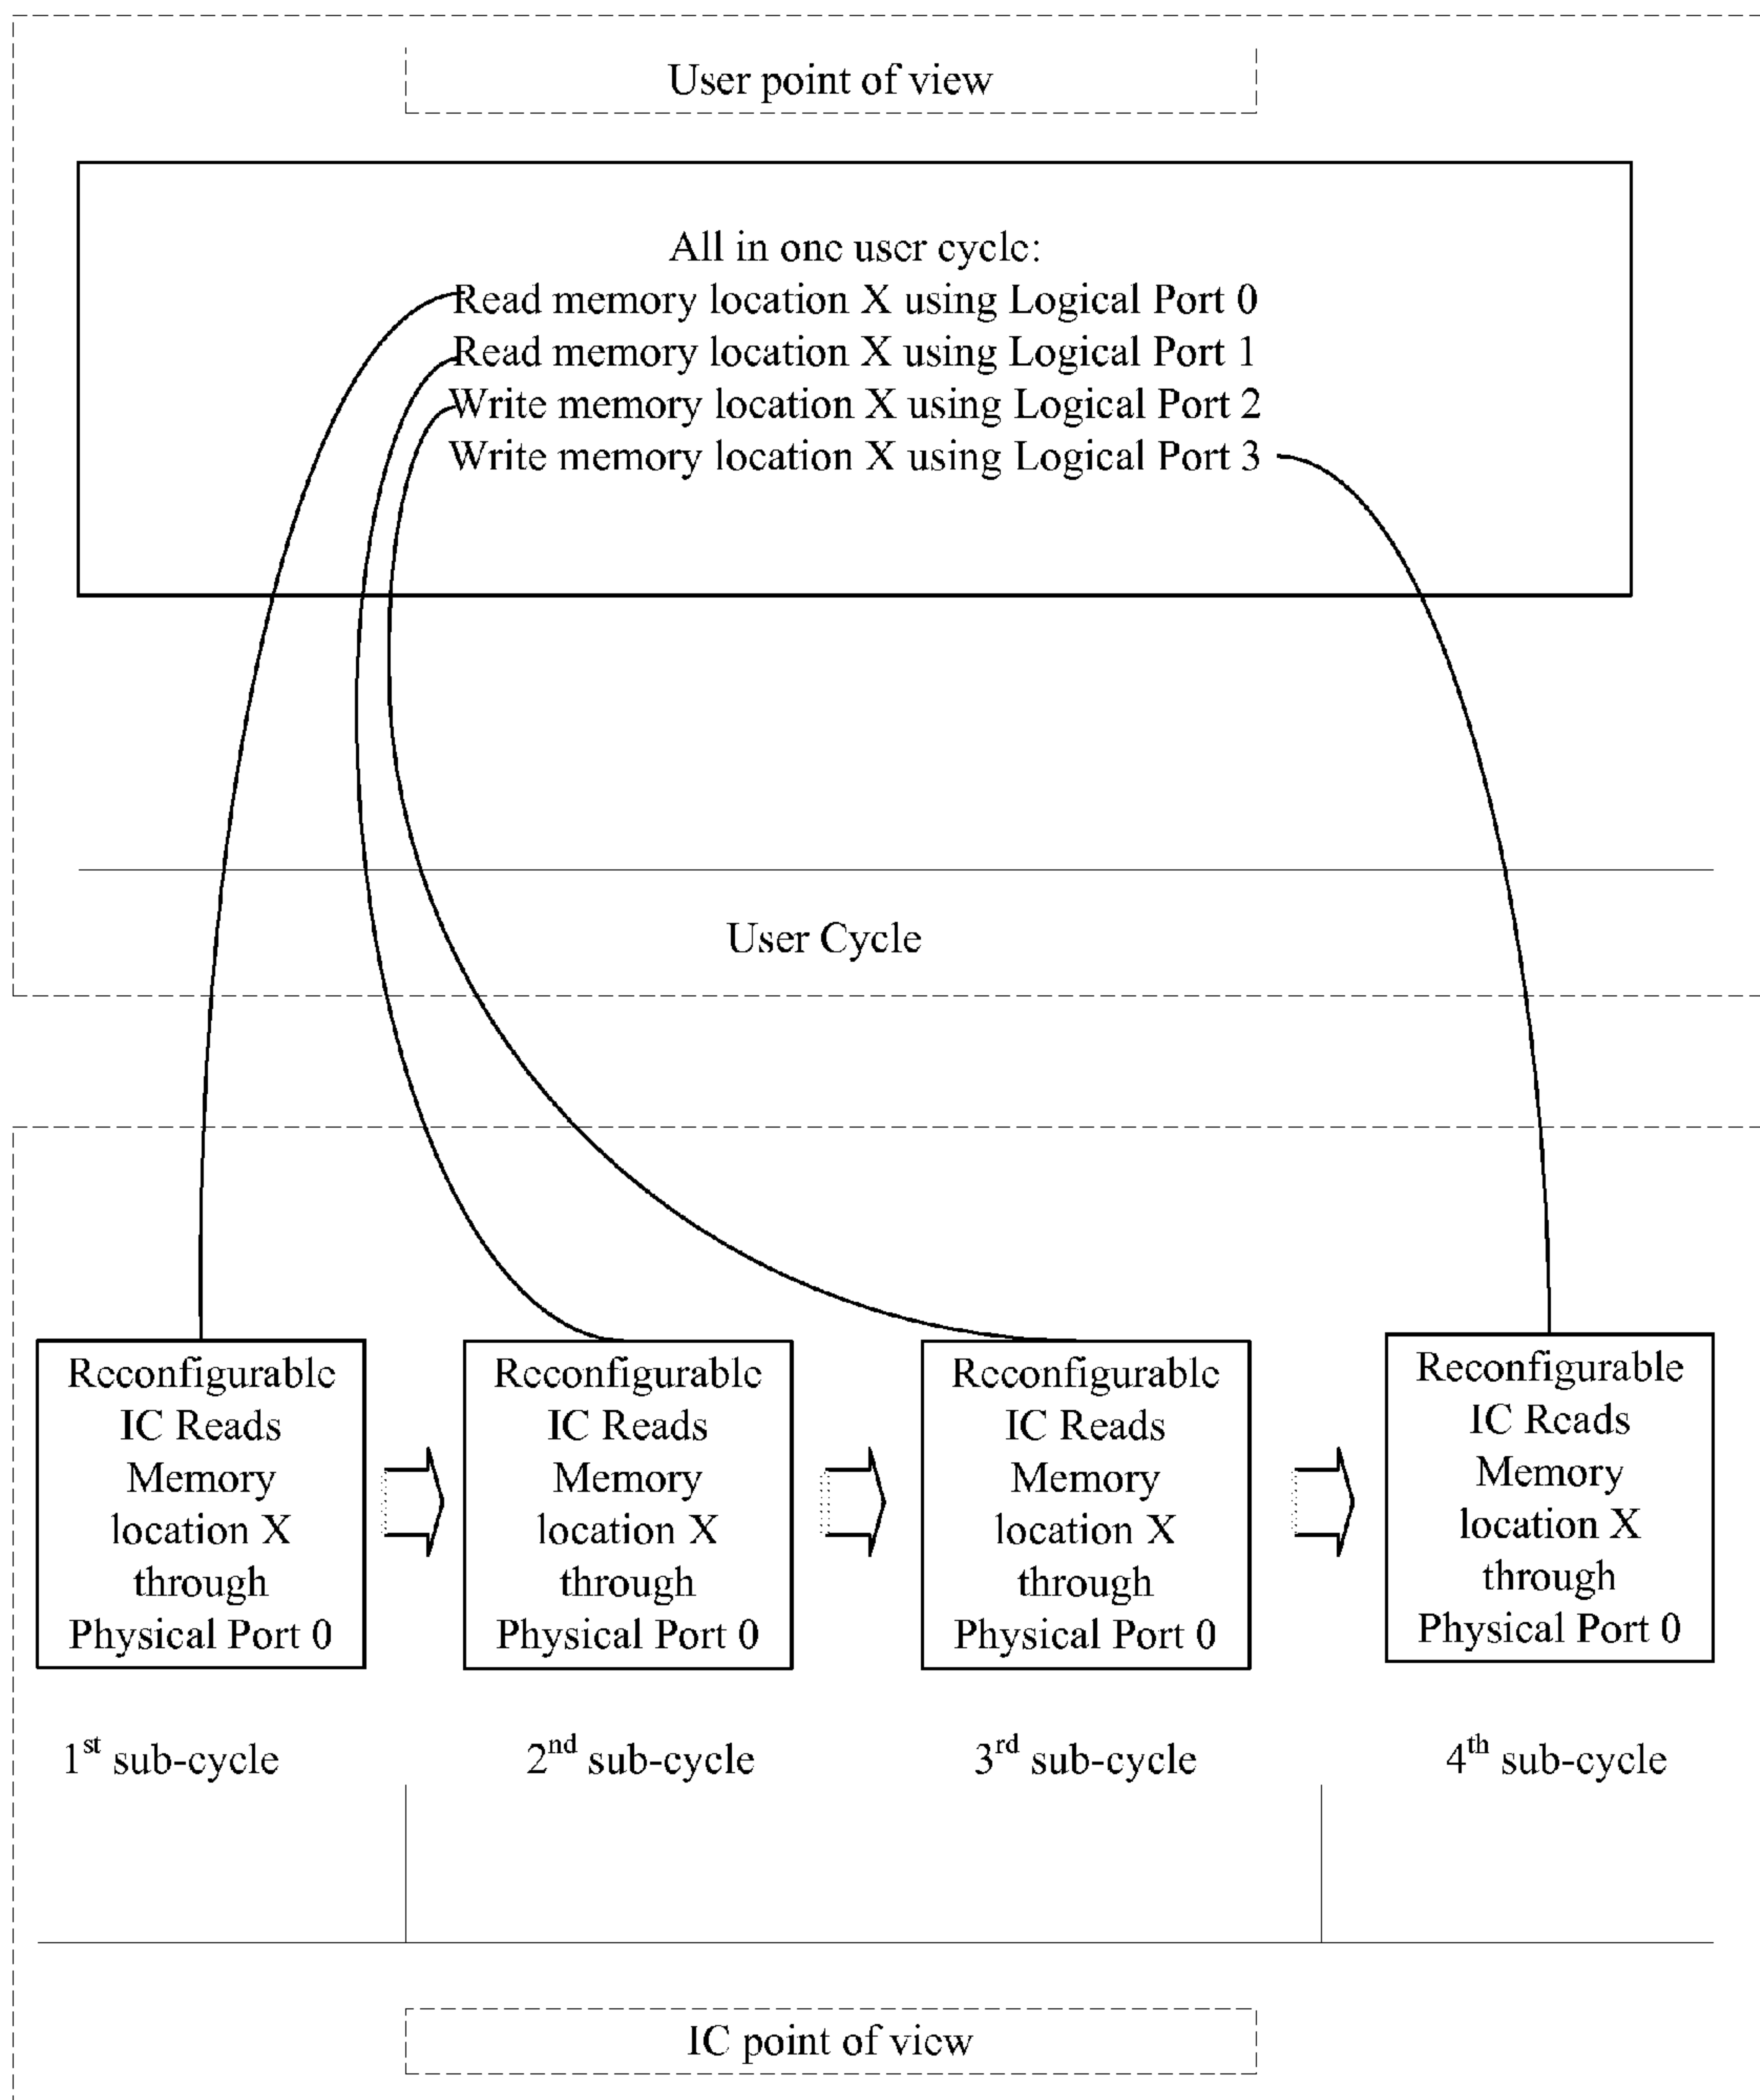 User point of view
All in one user cycle:
Read memory location X using Logical Port 0
Read memory location X using Logical Port 1
Write memory location X using Logical Port 2
Write memory location X using Logical Port 3
User Cycle
Reconfigurable
IC Reads
Memory
location X
through
Physical Port 0
Reconfigurable
IC Reads
Memory
location X
through
Physical Port 0
Reconfigurable
IC Reads
Memory
location X
through
Physical Port 0
Reconfigurable
IC Reads
Memory
location X
through
Physical Port 0
1st sub-cycle
2nd sub-cycle
3rd sub-cycle
4th sub-cycle
IC point of view